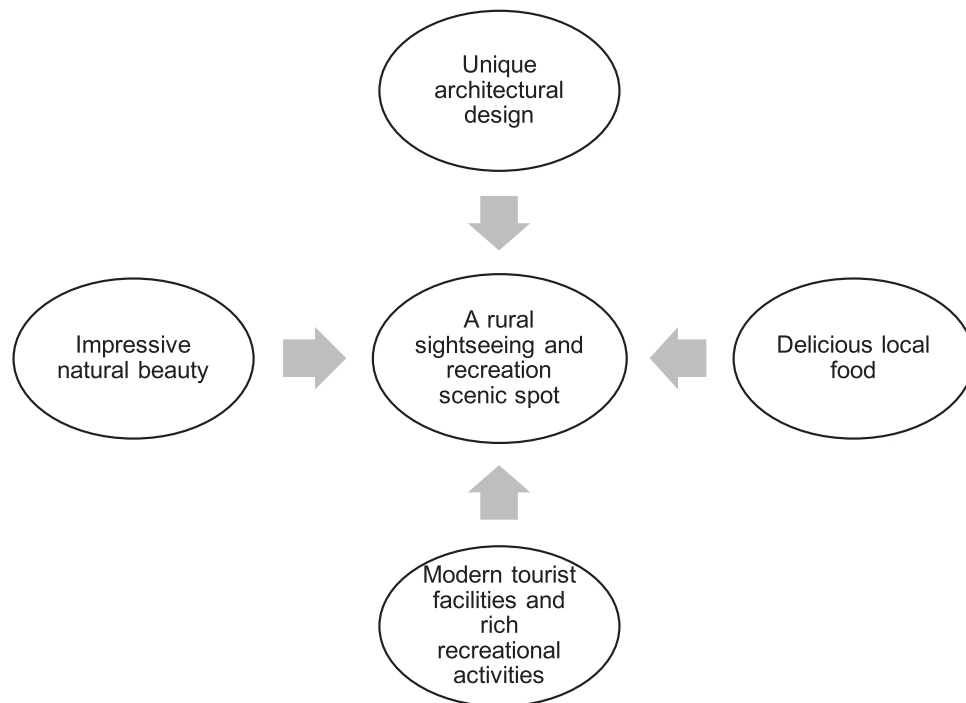 Unique
architectural
design
Impressive
natural beauty
A rural
sightseeing and
recreation
scenic spot
Delicious local
food
Modern tourist
facilities and
rich
recreational
activities